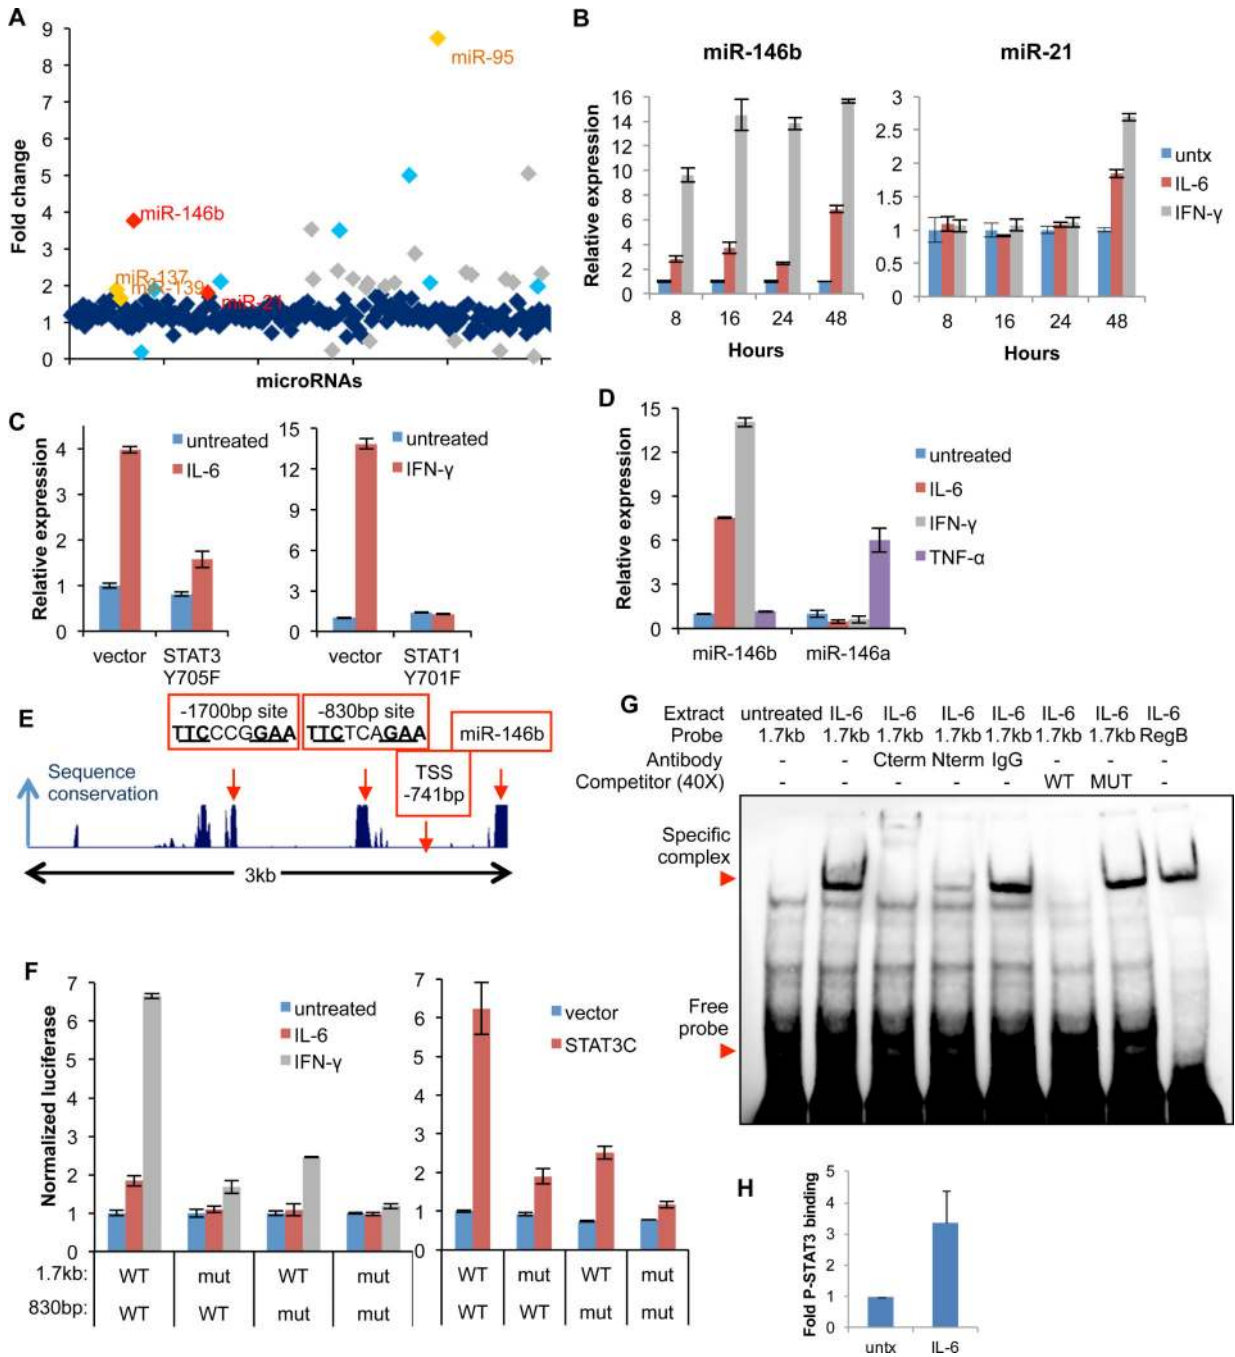 A
Fold change
9
8
7
6
5
4
3
2
1
0
miR-95
miR-146b
miR-137
miR-139
miR-21
microRNAs
B
miR-146b
miR-21
Relative expression
16
14
12
10
8
6
4
2
0
8 16 24 48
Hours
3
2.5
2
1.5
1
0.5
0
8 16 24 48
Hours
untx
IL-6
IFN-γ
C
Relative expression
4
3
2
1
0
untreated
IL-6
vector STAT3
Y705F
15
12
9
6
3
0
untreated
IFN-γ
vector STAT1
Y701F
D
Relative expression
15
12
9
6
3
0
untreated
IL-6
IFN-γ
TNF-α
miR-146b miR-146a
E
-1700bp site
TTCCCGGAA
-830bp site
TTCTCAGAA
miR-146b
TSS
-741bp
Sequence
conservation
3kb
F
Normalized luciferase
7
6
5
4
3
2
1
0
untreated
IL-6
IFN-γ
7
6
5
4
3
2
1
0
vector
STAT3C
1.7kb: WT mut WT mut WT mut WT mut
830bp: WT WT mut mut WT WT mut mut
G
Extract untreated IL-6 IL-6 IL-6 IL-6 IL-6 IL-6 IL-6
Probe 1.7kb 1.7kb 1.7kb 1.7kb 1.7kb 1.7kb 1.7kb RegB
Antibody - - Cterm Nterm IgG - - -
Competitor (40X) - - - - - WT MUT -
Specific
complex
Free
probe
H
Fold P-STAT3 binding
5
4
3
2
1
0
untx IL-6